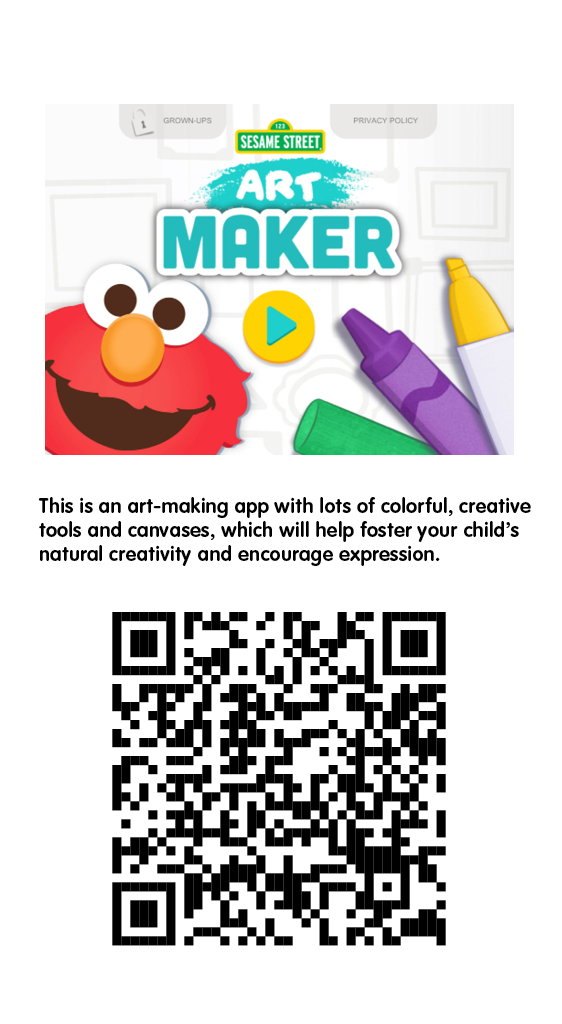 GROWN-UPS
PRIVACY POLICY
123
SESAME STREET
ART
MAKER
This is an art-making app with lots of colorful, creative
tools and canvases, which will help foster your child’s
natural creativity and encourage expression.